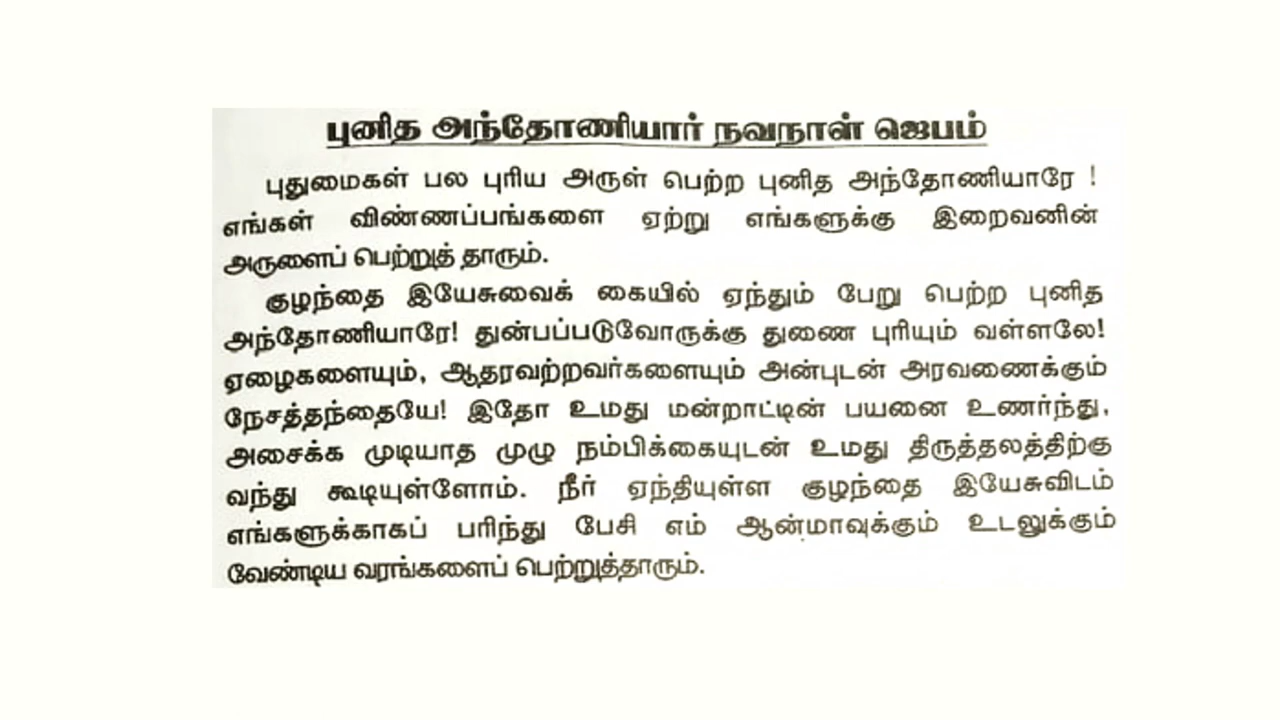 புனித அந்தோணியார் நவநாள் ஜெபம்
புதுமைகள் பல புரிய அருள் பெற்ற புனித அந்தோணியாரே !
எங்கள் விண்ணப்பங்களை ஏற்று எங்களுக்கு இறைவனின்
அருளைப் பெற்றுத் தாரும்.
குழந்தை இயேசுவைக் கையில் ஏந்தும் பேறு பெற்ற புனித
அந்தோணியாரே! துன்பப்படுவோருக்கு துணை புரியும் வள்ளலே!
ஏழைகளையும், ஆதரவற்றவர்களையும் அன்புடன் அரவணைக்கும்
நேசத்தந்தையே! இதோ உமது மன்றாட்டின் பயனை உணர்ந்து,
அசைக்க முடியாத முழு நம்பிக்கையுடன் உமது திருத்தலத்திற்கு
வந்து கூடியுள்ளோம். நீர் ஏந்தியுள்ள குழந்தை இயேசுவிடம்
எங்களுக்காகப் பரிந்து பேசி எம் ஆன்மாவுக்கும் உடலுக்கும்
வேண்டிய வரங்களைப் பெற்றுத்தாரும்.